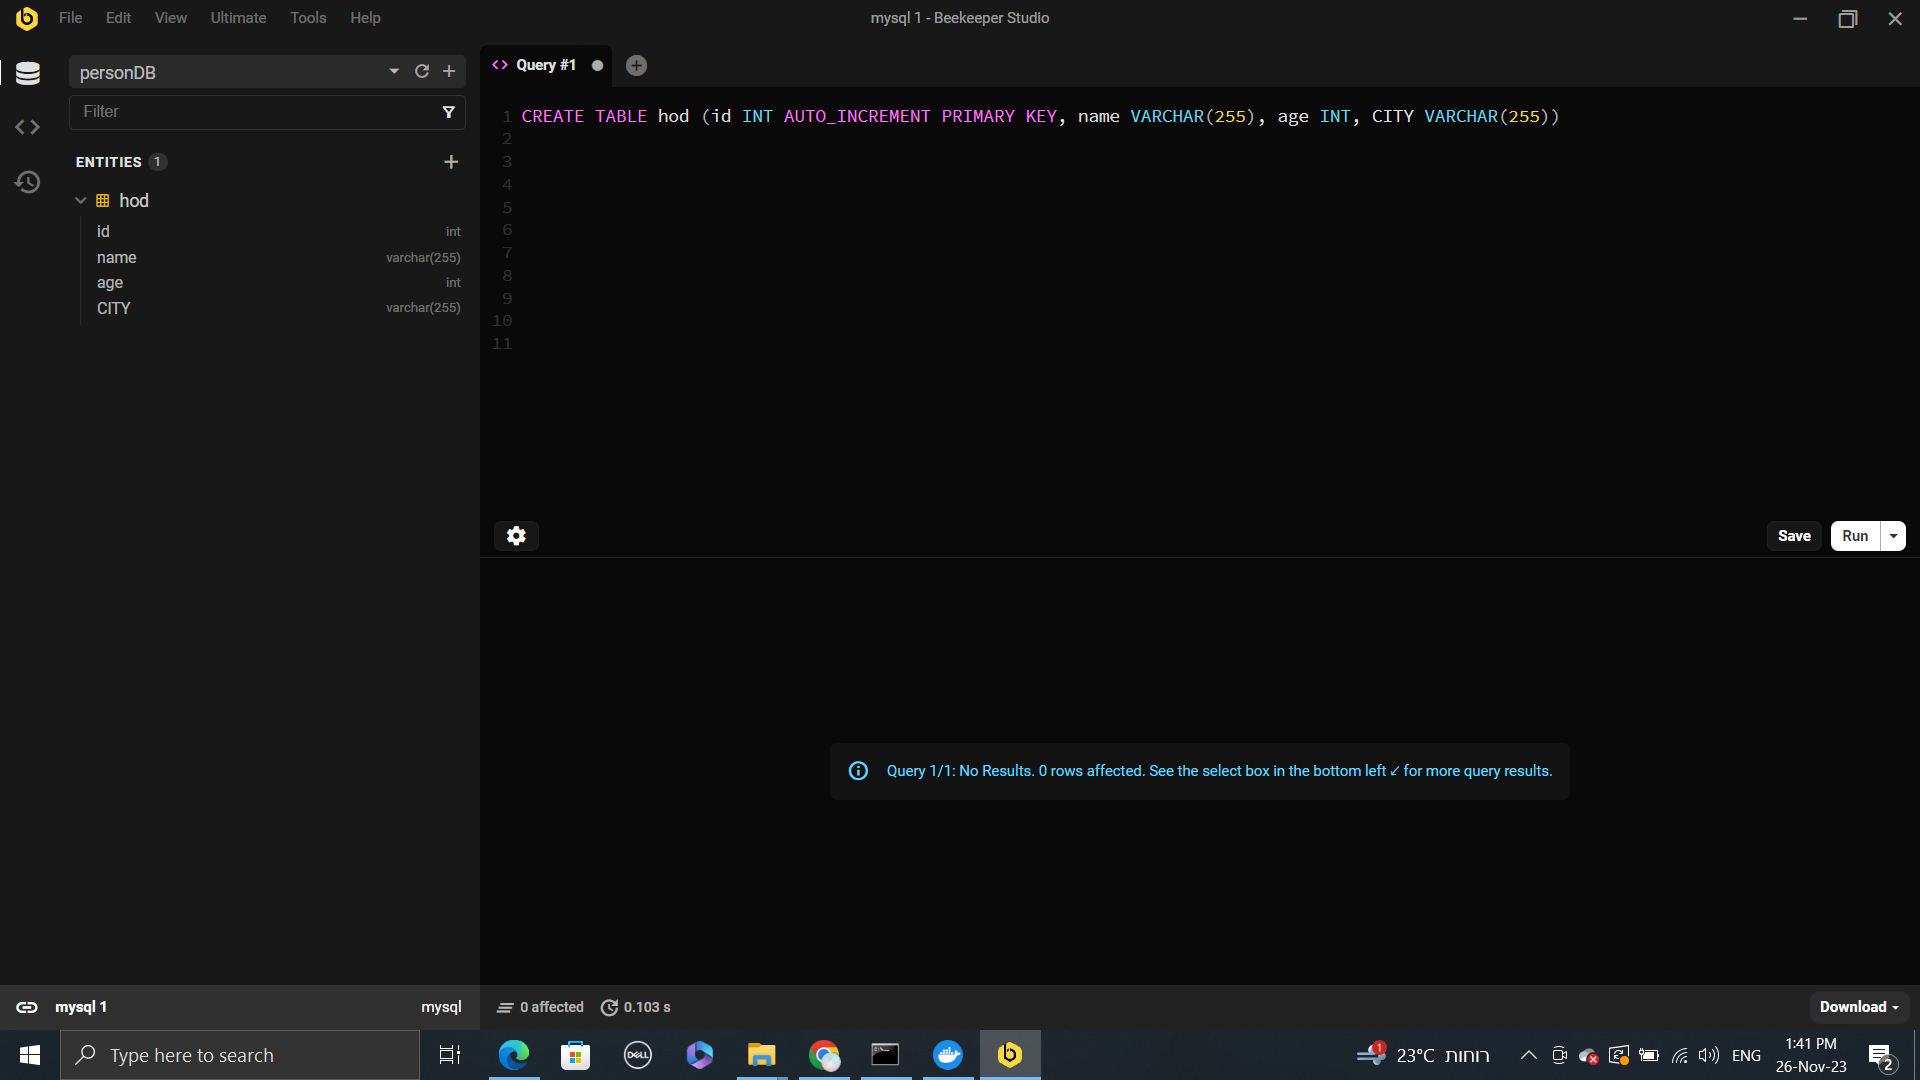 File Edit View Ultimate Tools Help
mysql 1 - Beekeeper Studio
personDB
Filter
ENTITIES 1
hod
id int
name varchar(255)
age int
CITY varchar(255)
Query #1
1 CREATE TABLE hod (id INT AUTO_INCREMENT PRIMARY KEY, name VARCHAR(255), age INT, CITY VARCHAR(255))
2
3
4
5
6
7
8
9
10
11
Save Run
Query 1/1: No Results. 0 rows affected. See the select box in the bottom left ↙ for more query results.
mysql 1 mysql
0 affected 0.103 s
Download
Type here to search
DELL
1
23°C רוחות
ENG
1:41 PM
26-Nov-23
2